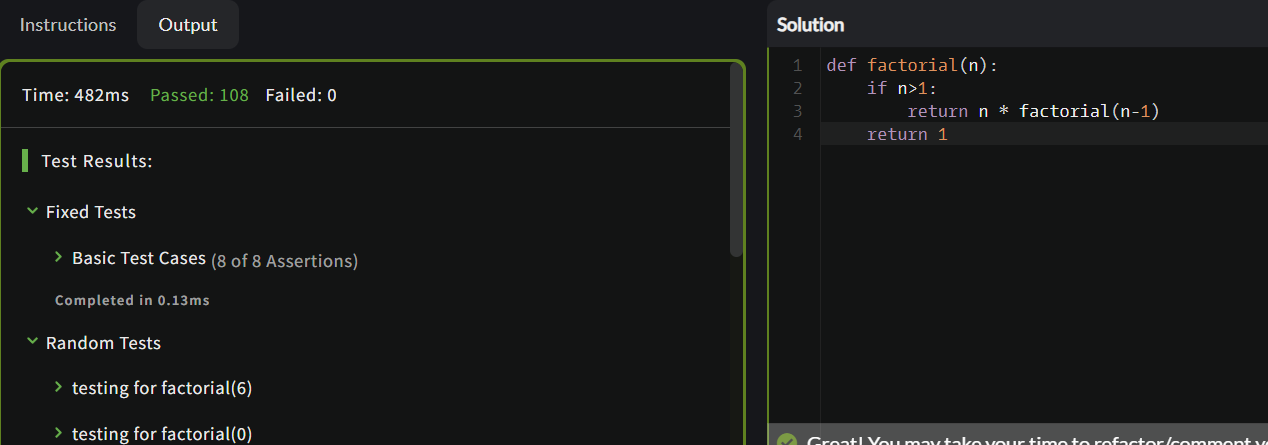 Instructions
Output
Time: 482ms Passed: 108 Failed: 0
Test Results:
Fixed Tests
Basic Test Cases (8 of 8 Assertions)
Completed in 0.13ms
Random Tests
testing for factorial(6)
testing for factorial(0)
Solution
1 def factorial(n):
2     if n>1:
3         return n * factorial(n-1)
4     return 1
Great! You may take your time to refactor/comment